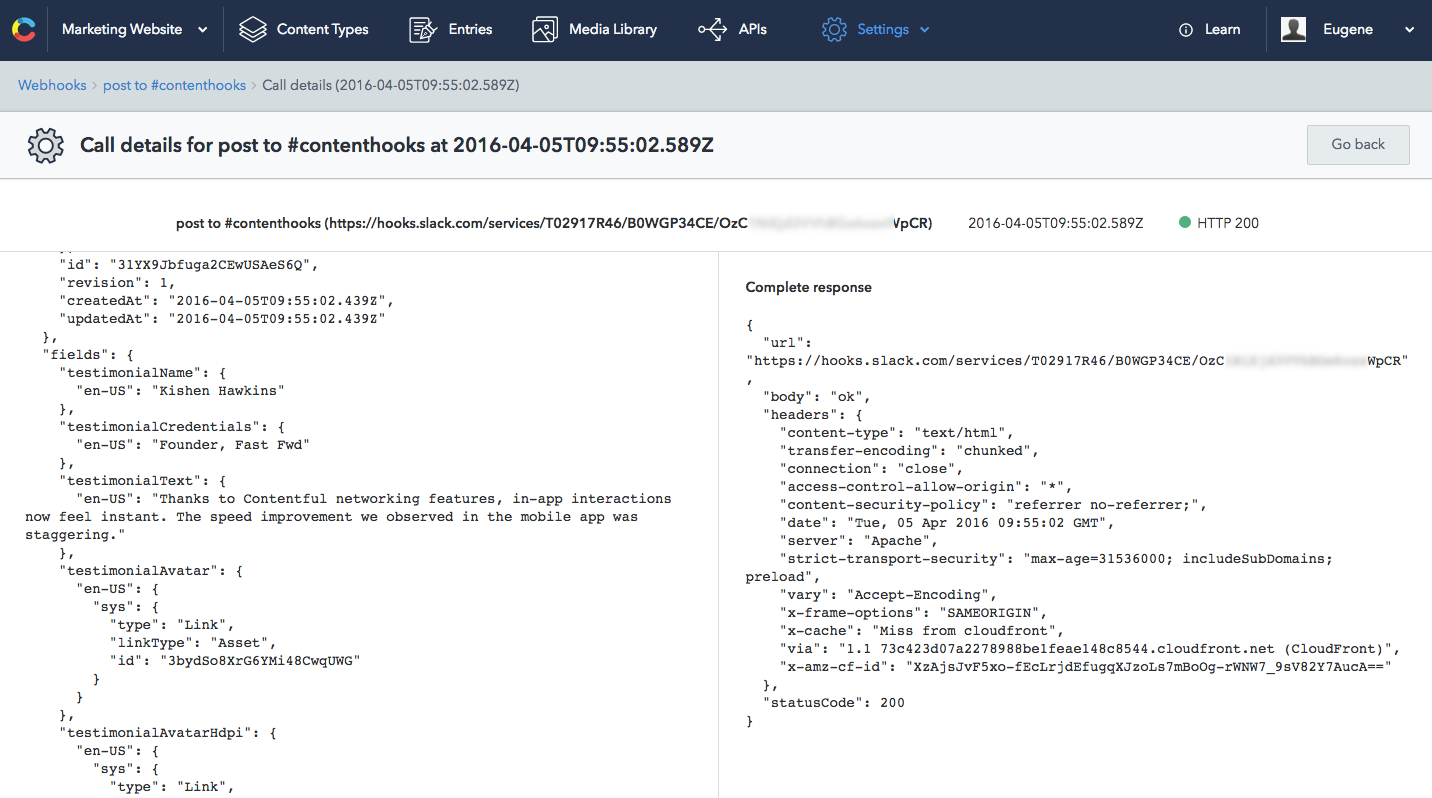 Marketing Website Content Types Entries Media Library APIs Settings Learn Eugene
Webhooks › post to #contenthooks › Call details (2016-04-05T09:55:02.589Z)
Call details for post to #contenthooks at 2016-04-05T09:55:02.589Z Go back
post to #contenthooks (https://hooks.slack.com/services/T02917R46/B0WGP34CE/OzC WpCR) 2016-04-05T09:55:02.589Z HTTP 200
"id": "31YX9Jbfuga2CEwUSAeS6Q",
"revision": 1,
"createdAt": "2016-04-05T09:55:02.439Z",
"updatedAt": "2016-04-05T09:55:02.439Z"
},
"fields": {
"testimonialName": {
"en-US": "Kishen Hawkins"
},
"testimonialCredentials": {
"en-US": "Founder, Fast Fwd"
},
"testimonialText": {
"en-US": "Thanks to Contentful networking features, in-app interactions
now feel instant. The speed improvement we observed in the mobile app was
staggering."
},
"testimonialAvatar": {
"en-US": {
"sys": {
"type": "Link",
"linkType": "Asset",
"id": "3bydSo8XrG6YMi48CwqUWG"
}
}
},
"testimonialAvatarHdpi": {
"en-US": {
"sys": {
"type": "Link",
Complete response
{
"url":
"https://hooks.slack.com/services/T02917R46/B0WGP34CE/OzC WpCR"
,
"body": "ok",
"headers": {
"content-type": "text/html",
"transfer-encoding": "chunked",
"connection": "close",
"access-control-allow-origin": "*",
"content-security-policy": "referrer no-referrer;",
"date": "Tue, 05 Apr 2016 09:55:02 GMT",
"server": "Apache",
"strict-transport-security": "max-age=31536000; includeSubDomains;
preload",
"vary": "Accept-Encoding",
"x-frame-options": "SAMEORIGIN",
"x-cache": "Miss from cloudfront",
"via": "1.1 73c423d07a2278988be1feae148c8544.cloudfront.net (CloudFront)",
"x-amz-cf-id": "XzAjsJvF5xo-fEcLrjdEfugqXJzoLs7mBoOg-rWNW7_9sV82Y7AucA=="
},
"statusCode": 200
}